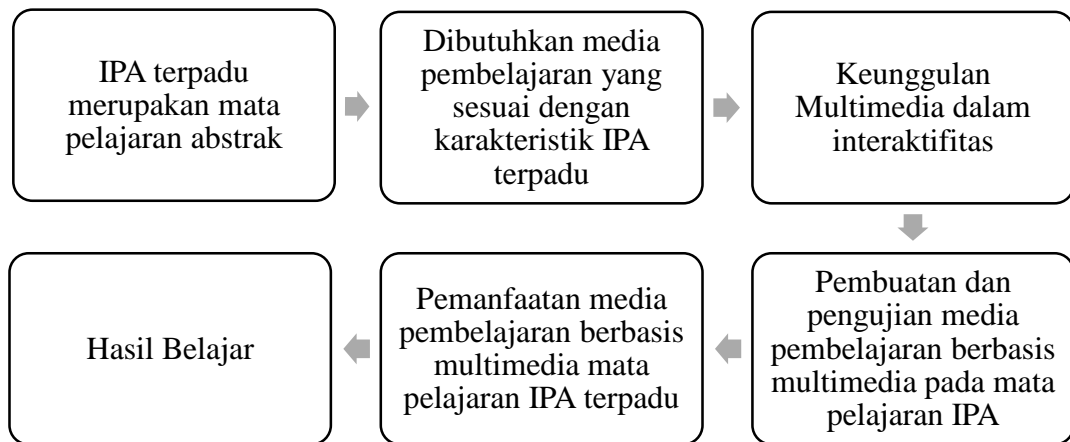 IPA terpadu
merupakan mata
pelajaran abstrak
Dibutuhkan media
pembelajaran yang
sesuai dengan
karakteristik IPA
terpadu
Keunggulan
Multimedia dalam
interaktifitas
Pembuatan dan
pengujian media
pembelajaran berbasis
multimedia pada mata
pelajaran IPA
Pemanfaatan media
pembelajaran berbasis
multimedia mata
pelajaran IPA terpadu
Hasil Belajar